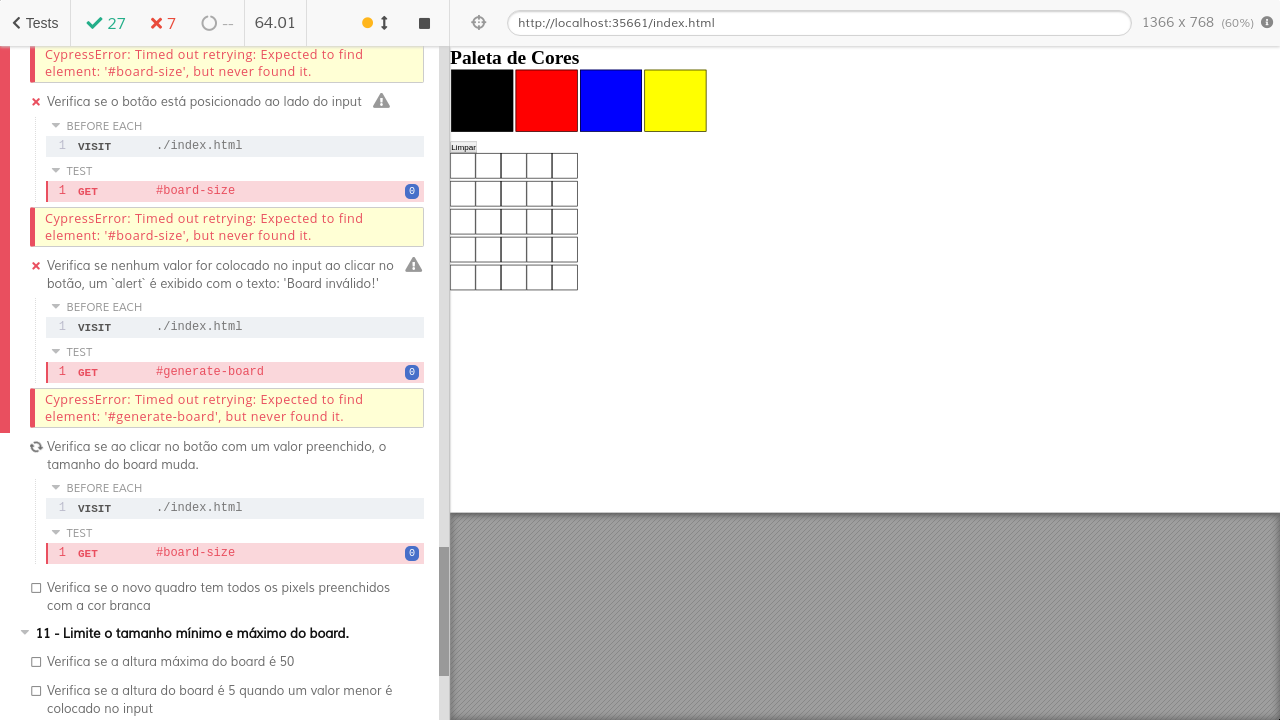 Tests 27 7 -- 64.01 http://localhost:35661/index.html 1366 x 768 (60%)
CypressError: Timed out retrying: Expected to find
element: '#board-size', but never found it.
Verifica se o botão está posicionado ao lado do input
BEFORE EACH
1 VISIT ./index.html
TEST
1 GET #board-size 0
CypressError: Timed out retrying: Expected to find
element: '#board-size', but never found it.
Verifica se nenhum valor for colocado no input ao clicar no
botão, um `alert` é exibido com o texto: 'Board inválido!'
BEFORE EACH
1 VISIT ./index.html
TEST
1 GET #generate-board 0
CypressError: Timed out retrying: Expected to find
element: '#generate-board', but never found it.
Verifica se ao clicar no botão com um valor preenchido, o
tamanho do board muda.
BEFORE EACH
1 VISIT ./index.html
TEST
1 GET #board-size 0
Verifica se o novo quadro tem todos os pixels preenchidos
com a cor branca
11 - Limite o tamanho mínimo e máximo do board.
Verifica se a altura máxima do board é 50
Verifica se a altura do board é 5 quando um valor menor é
colocado no input
Paleta de Cores
Limpar